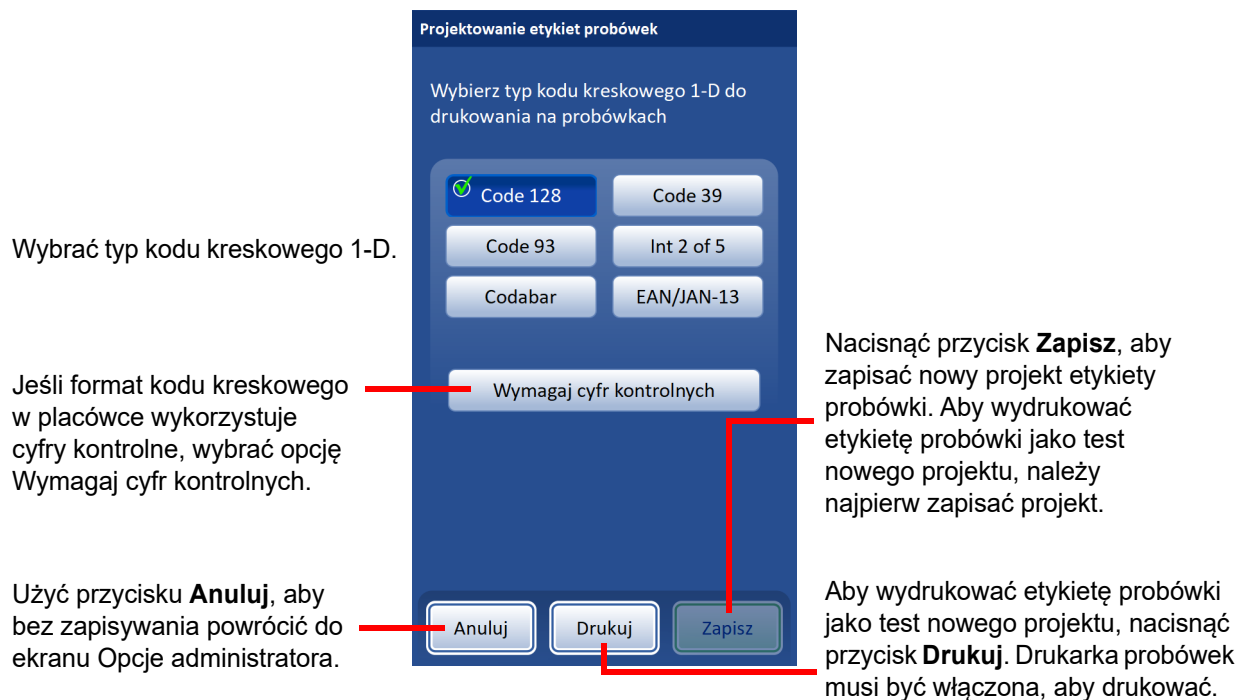 Projektowanie etykiet probówek
Wybierz typ kodu kreskowego 1-D do
drukowania na probówkach
Code 128
Code 39
Code 93
Int 2 of 5
Codabar
EAN/JAN-13
Wymagaj cyfr kontrolnych
Anuluj
Drukuj
Zapisz
Wybrać typ kodu kreskowego 1-D.
Jeśli format kodu kreskowego
w placówce wykorzystuje
cyfry kontrolne, wybrać opcję
Wymagaj cyfr kontrolnych.
Użyć przycisku Anuluj, aby
bez zapisywania powrócić do
ekranu Opcje administratora.
Nacisnąć przycisk Zapisz, aby
zapisać nowy projekt etykiety
probówki. Aby wydrukować
etykietę probówki jako test
nowego projektu, należy
najpierw zapisać projekt.
Aby wydrukować etykietę probówki
jako test nowego projektu, nacisnąć
przycisk Drukuj. Drukarka probówek
musi być włączona, aby drukować.